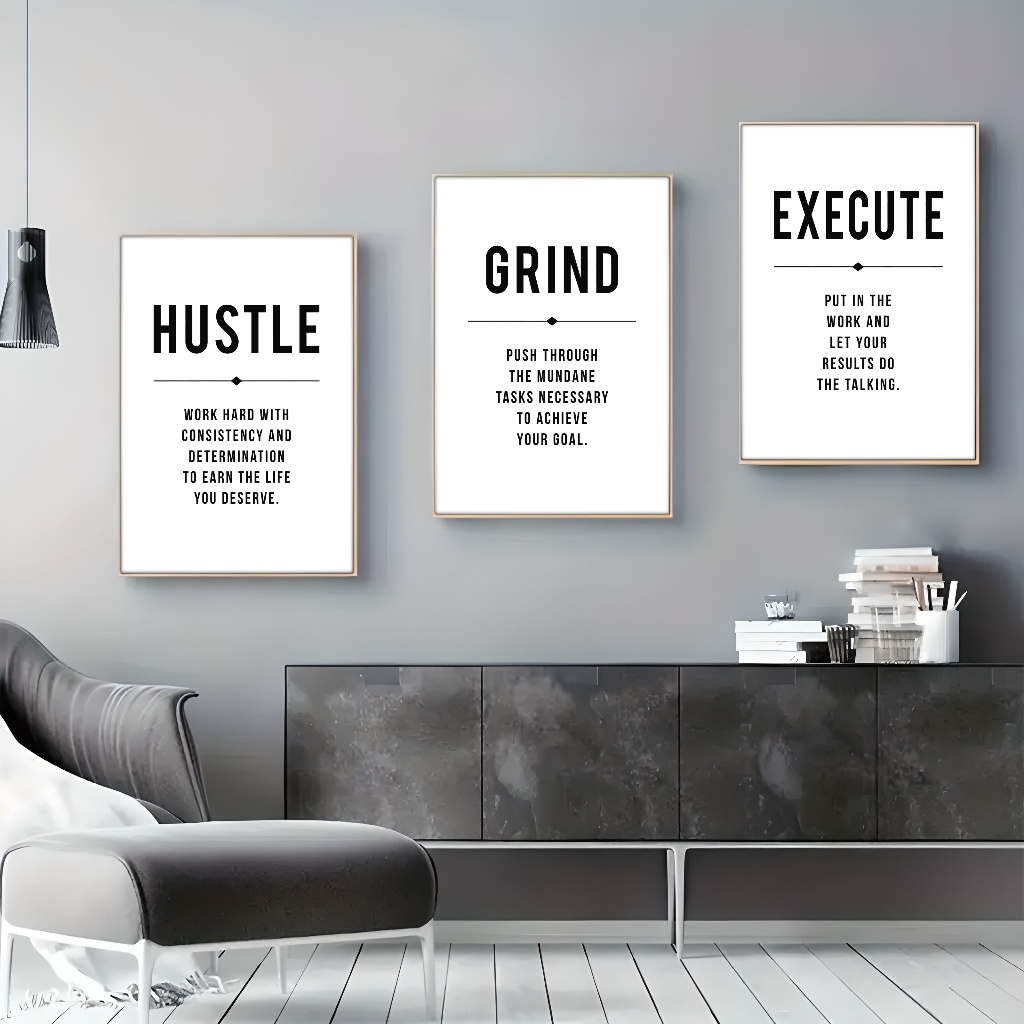 HUSTLE
WORK HARD WITH
CONSISTENCY AND
DETERMINATION
TO EARN THE LIFE
YOU DESERVE.
GRIND
PUSH THROUGH
THE MUNDANE
TASKS NECESSARY
TO ACHIEVE
YOUR GOAL.
EXECUTE
PUT IN THE
WORK AND
LET YOUR
RESULTS DO
THE TALKING.